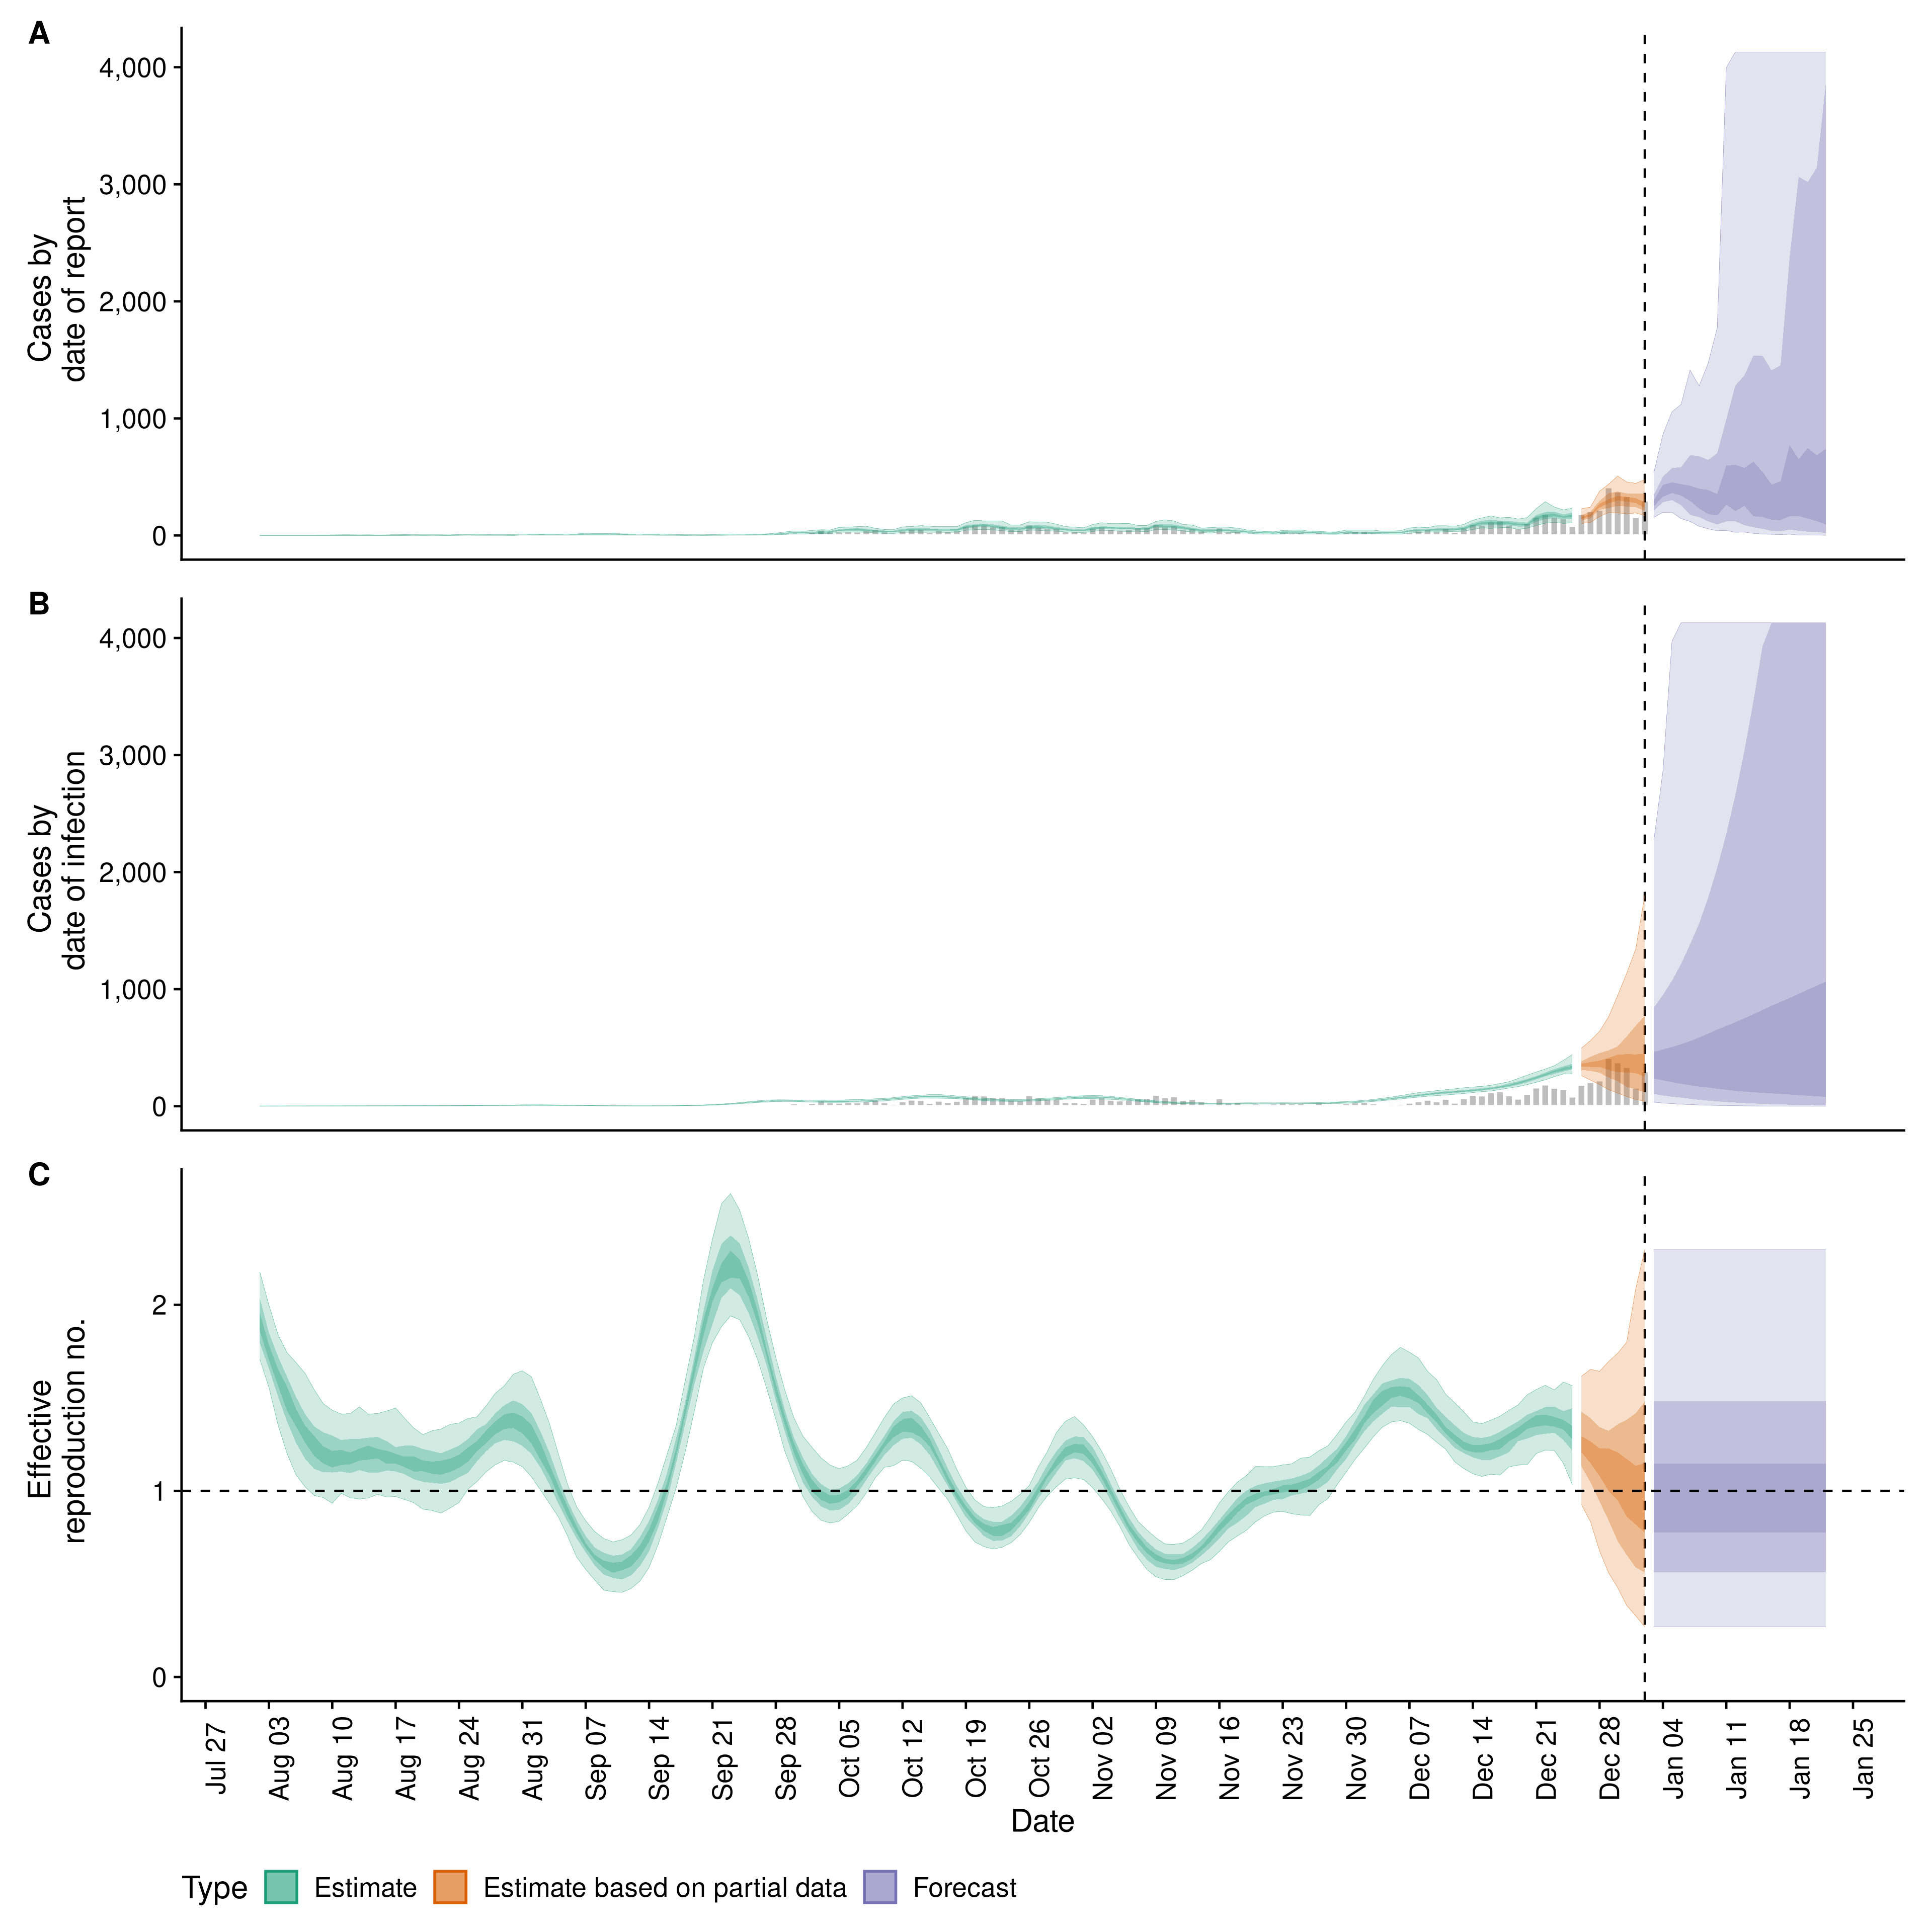 A
4,000
3,000
2,000
1,000
0
Cases by
date of report
B
4,000
3,000
2,000
1,000
0
Cases by
date of infection
C
2
1
0
Effective
reproduction no.
Jul 27
Aug 03
Aug 10
Aug 17
Aug 24
Aug 31
Sep 07
Sep 14
Sep 21
Sep 28
Oct 05
Oct 12
Oct 19
Oct 26
Nov 02
Nov 09
Nov 16
Nov 23
Nov 30
Dec 07
Dec 14
Dec 21
Dec 28
Jan 04
Jan 11
Jan 18
Jan 25
Date
Type Estimate Estimate based on partial data Forecast